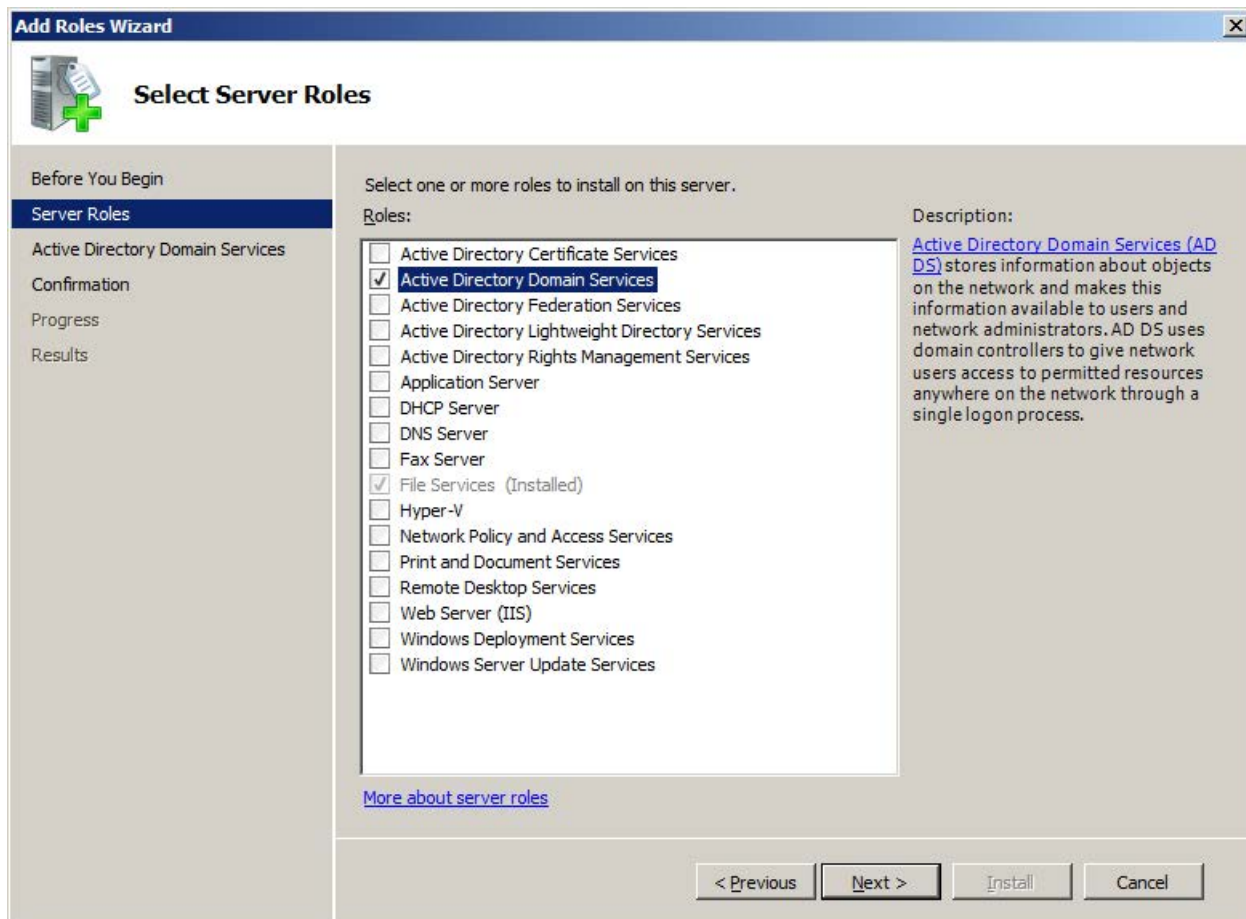 Add Roles Wizard
Select Server Roles
Before You Begin
Server Roles
Active Directory Domain Services
Confirmation
Progress
Results
Select one or more roles to install on this server.
Roles:
Active Directory Certificate Services
Active Directory Domain Services
Active Directory Federation Services
Active Directory Lightweight Directory Services
Active Directory Rights Management Services
Application Server
DHCP Server
DNS Server
Fax Server
File Services (Installed)
Hyper-V
Network Policy and Access Services
Print and Document Services
Remote Desktop Services
Web Server (IIS)
Windows Deployment Services
Windows Server Update Services
More about server roles
Description:
Active Directory Domain Services (AD
DS) stores information about objects
on the network and makes this
information available to users and
network administrators. AD DS uses
domain controllers to give network
users access to permitted resources
anywhere on the network through a
single logon process.
< Previous
Next >
Install
Cancel